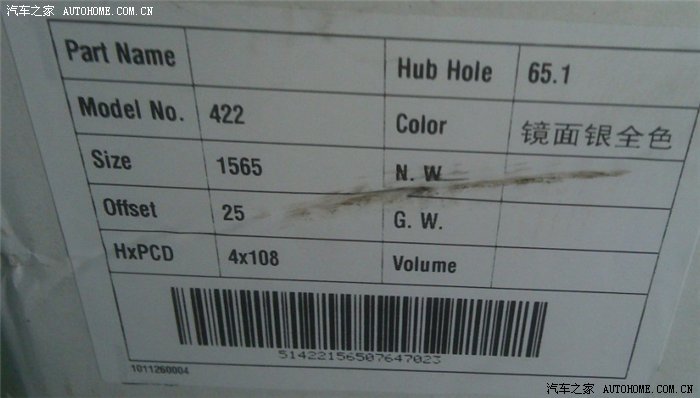 汽车之家 AUTOHOME.COM.CN
Part Name Hub Hole 65.1
Model No. 422 Color 镜面银全色
Size 1565 N. W
Offset 25 G. W.
HxPCD 4x108 Volume
51422156507647023
1011260004
汽车之家 AUTOHOME.COM.CN